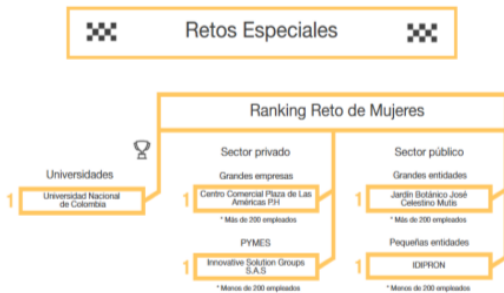 Retos Especiales
Ranking Reto de Mujeres
Universidades
1
Universidad Nacional
de Colombia
Sector privado
Grandes empresas
1
Centro Comercial Plaza de Las
Américas P.H
* Más de 200 empleados
PYMES
1
Innovative Solution Groups
S.A.S
* Menos de 200 empleados
Sector público
Grandes entidades
1
Jardín Botánico José
Celestino Mutis
* Más de 200 empleados
Pequeñas entidades
1
IDIPRON
* Menos de 200 empleados